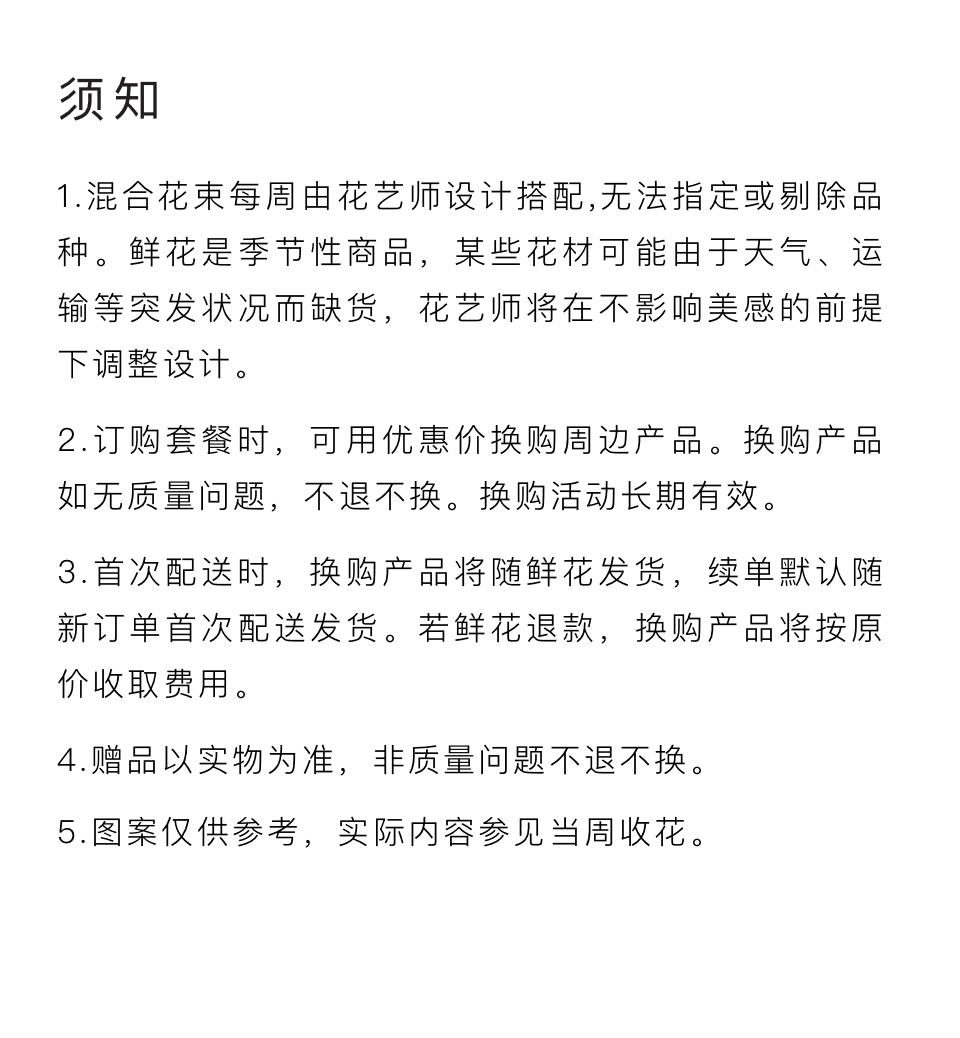 须知
1.混合花束每周由花艺师设计搭配,无法指定或剔除品
种。鲜花是季节性商品，某些花材可能由于天气、运
输等突发状况而缺货，花艺师将在不影响美感的前提
下调整设计。
2.订购套餐时，可用优惠价换购周边产品。换购产品
如无质量问题，不退不换。换购活动长期有效。
3.首次配送时，换购产品将随鲜花发货，续单默认随
新订单首次配送发货。若鲜花退款，换购产品将按原
价收取费用。
4.赠品以实物为准，非质量问题不退不换。
5.图案仅供参考，实际内容参见当周收花。